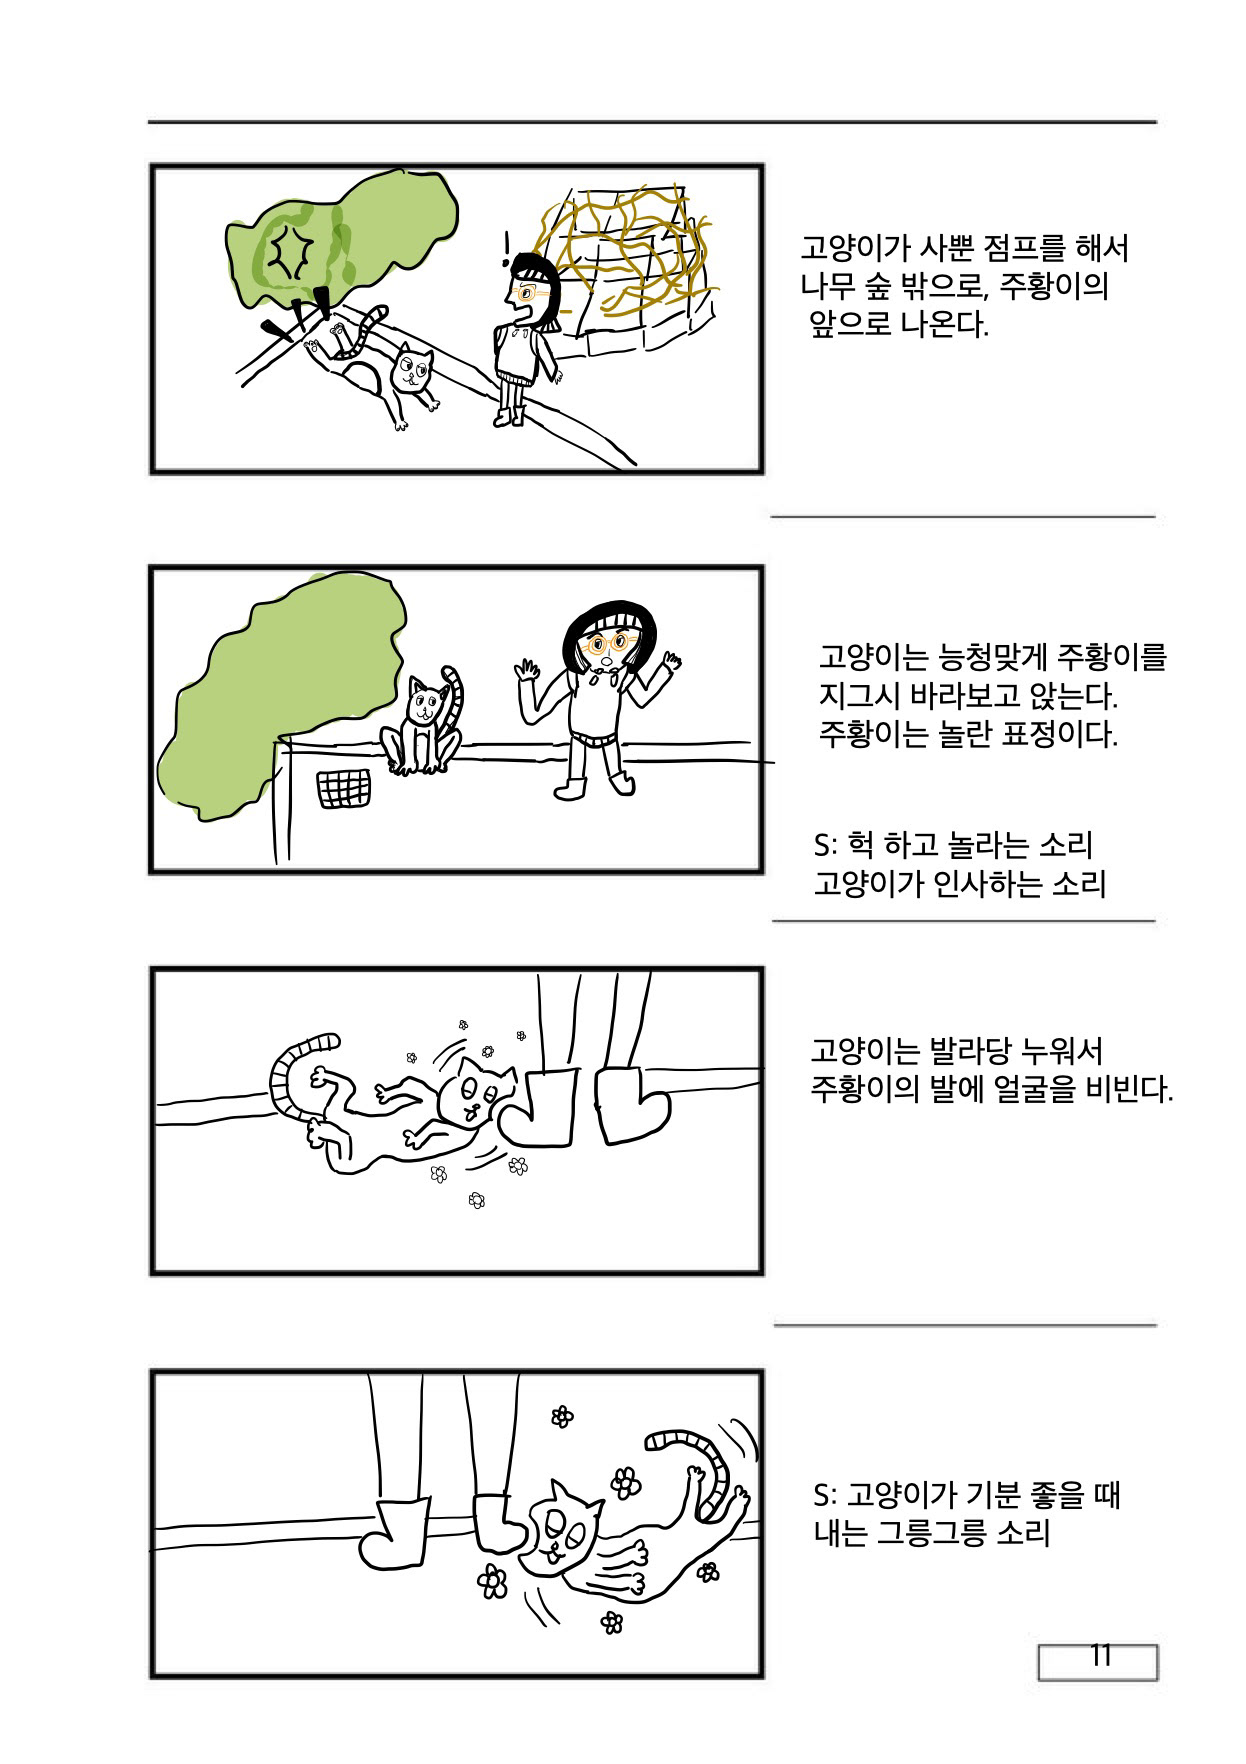 !
고양이가 사뿐 점프를 해서
나무 숲 밖으로, 주황이의
앞으로 나온다.
고양이는 능청맞게 주황이를
지그시 바라보고 앉는다.
주황이는 놀란 표정이다.
S: 헉 하고 놀라는 소리
고양이가 인사하는 소리
고양이는 발라당 누워서
주황이의 발에 얼굴을 비빈다.
S: 고양이가 기분 좋을 때
내는 그릉그릉 소리
11